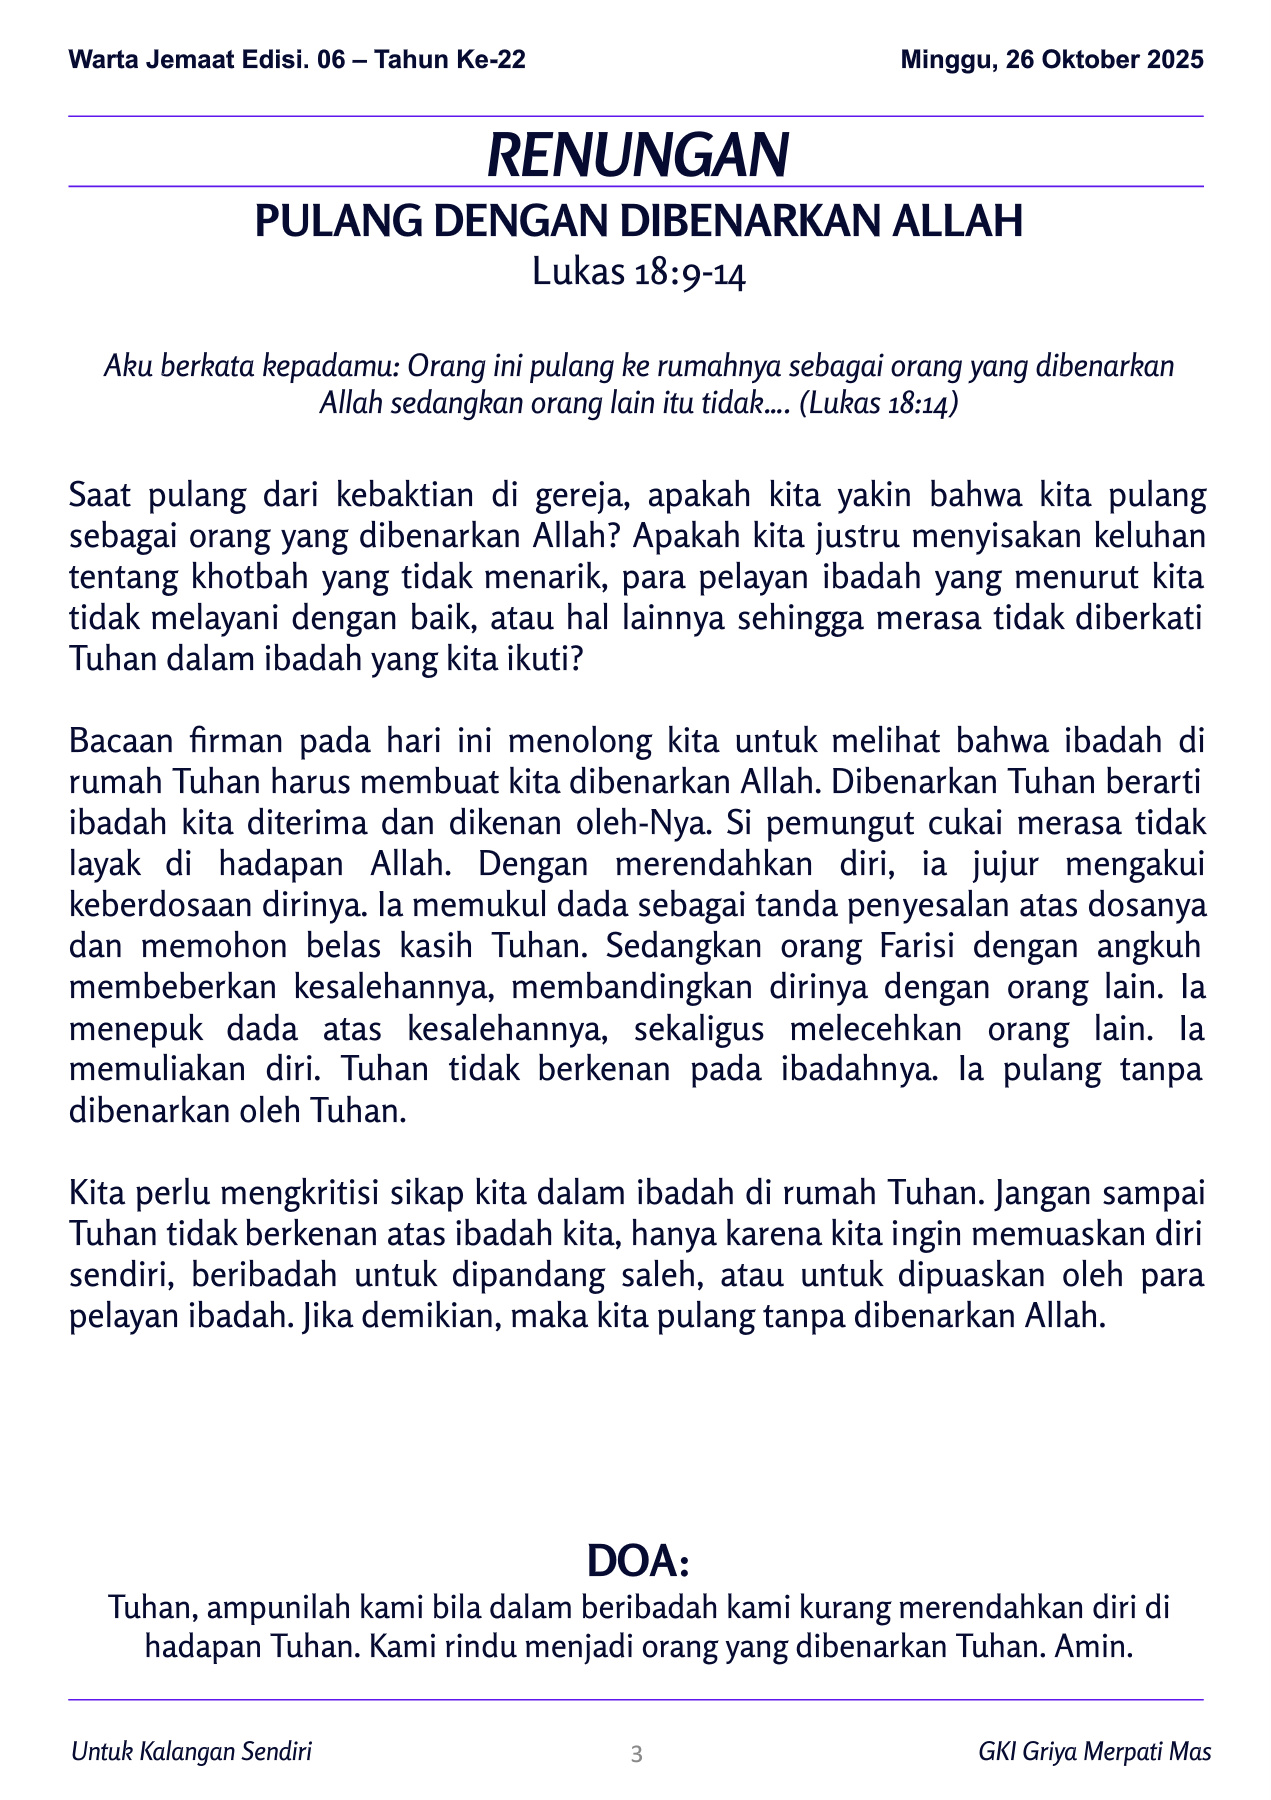 Warta Jemaat Edisi. 06 – Tahun Ke-22 Minggu, 26 Oktober 2025
RENUNGAN
PULANG DENGAN DIBENARKAN ALLAH
Lukas 18:9-14
Aku berkata kepadamu: Orang ini pulang ke rumahnya sebagai orang yang dibenarkan
Allah sedangkan orang lain itu tidak…. (Lukas 18:14)
Saat pulang dari kebaktian di gereja, apakah kita yakin bahwa kita pulang
sebagai orang yang dibenarkan Allah? Apakah kita justru menyisakan keluhan
tentang khotbah yang tidak menarik, para pelayan ibadah yang menurut kita
tidak melayani dengan baik, atau hal lainnya sehingga merasa tidak diberkati
Tuhan dalam ibadah yang kita ikuti?
Bacaan firman pada hari ini menolong kita untuk melihat bahwa ibadah di
rumah Tuhan harus membuat kita dibenarkan Allah. Dibenarkan Tuhan berarti
ibadah kita diterima dan dikenan oleh-Nya. Si pemungut cukai merasa tidak
layak di hadapan Allah. Dengan merendahkan diri, ia jujur mengakui
keberdosaan dirinya. Ia memukul dada sebagai tanda penyesalan atas dosanya
dan memohon belas kasih Tuhan. Sedangkan orang Farisi dengan angkuh
membeberkan kesalehannya, membandingkan dirinya dengan orang lain. Ia
menepuk dada atas kesalehannya, sekaligus melecehkan orang lain. Ia
memuliakan diri. Tuhan tidak berkenan pada ibadahnya. Ia pulang tanpa
dibenarkan oleh Tuhan.
Kita perlu mengkritisi sikap kita dalam ibadah di rumah Tuhan. Jangan sampai
Tuhan tidak berkenan atas ibadah kita, hanya karena kita ingin memuaskan diri
sendiri, beribadah untuk dipandang saleh, atau untuk dipuaskan oleh para
pelayan ibadah. Jika demikian, maka kita pulang tanpa dibenarkan Allah.
DOA:
Tuhan, ampunilah kami bila dalam beribadah kami kurang merendahkan diri di
hadapan Tuhan. Kami rindu menjadi orang yang dibenarkan Tuhan. Amin.
Untuk Kalangan Sendiri 3 GKI Griya Merpati Mas